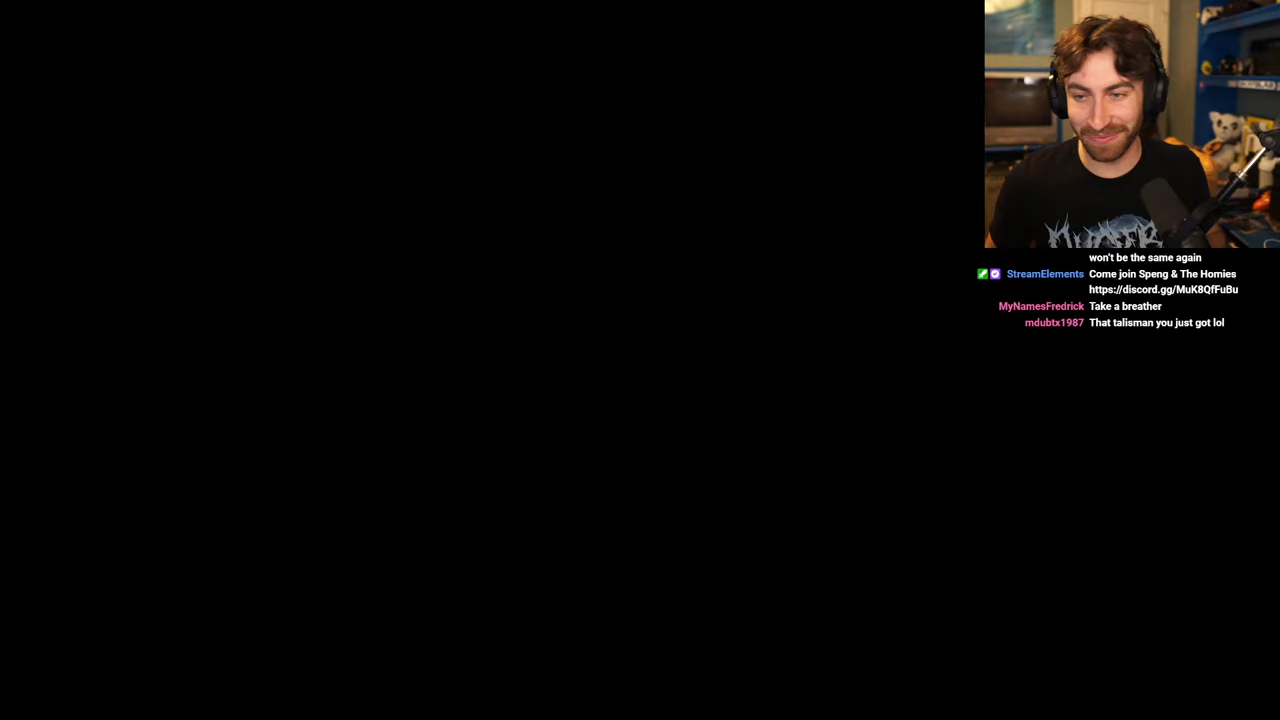 won't be the same again
StreamElements Come join Speng & The Homies
https://discord.gg/MuK8QfFuBu
MyNamesFredrick Take a breather
mdubtx1987 That talisman you just got lol